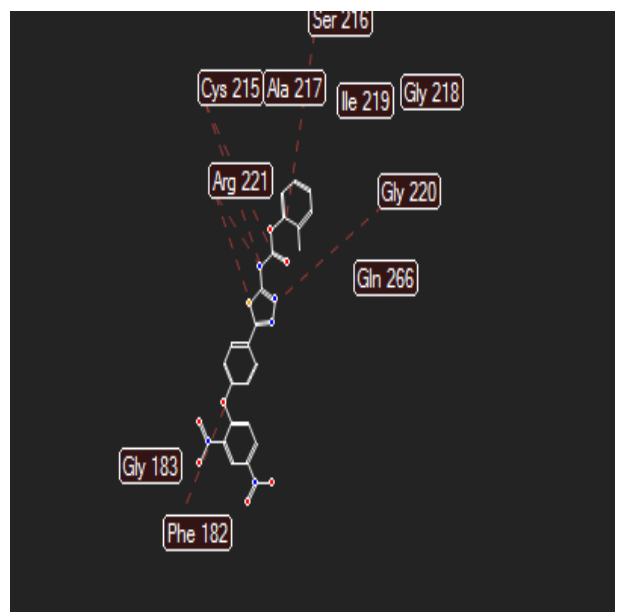 Ser 216
Cys 215
Ala 217
Ile 219
Gly 218
Arg 221
Gly 220
Gln 266
Gly 183
Phe 182